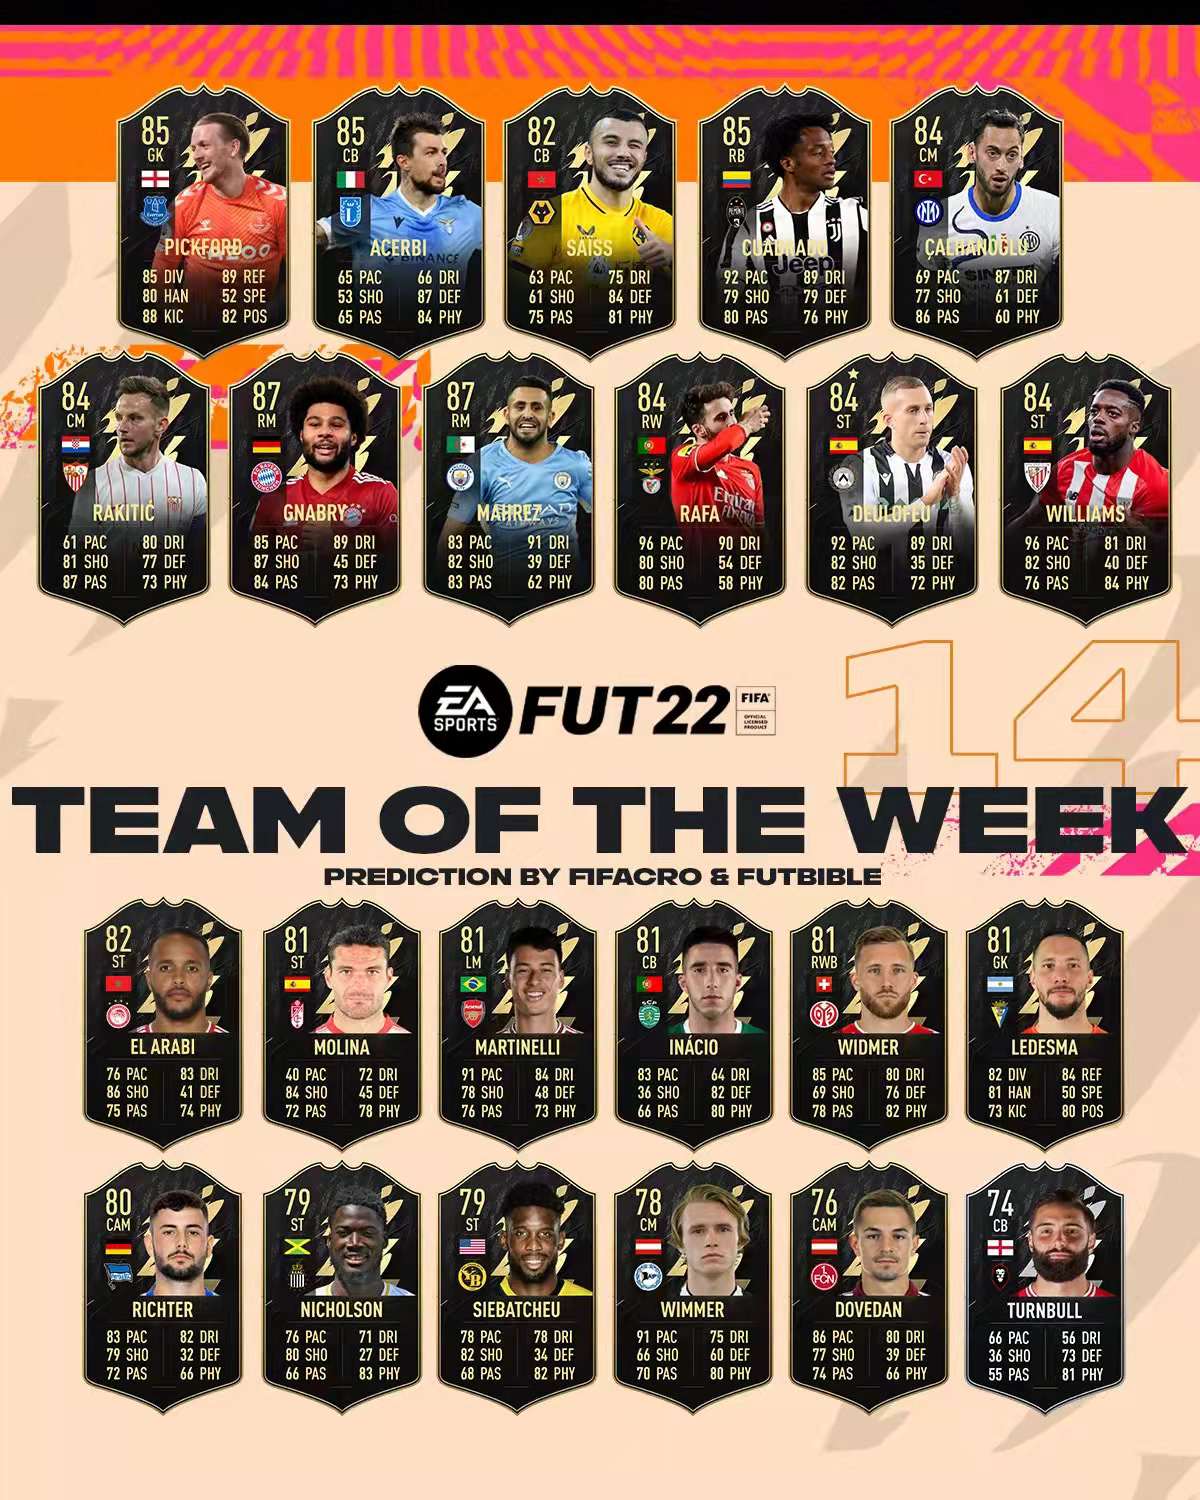 85
GK
PICKFORD
85 DIV 89 REF
80 HAN 52 SPE
88 KIC 82 POS
85
CB
ACERBI
65 PAC 66 DRI
53 SHO 87 DEF
65 PAS 84 PHY
82
CB
SAÏSS
63 PAC 75 DRI
61 SHO 84 DEF
75 PAS 81 PHY
85
RB
CUADRADO
Jeep
92 PAC 89 DRI
79 SHO 79 DEF
80 PAS 76 PHY
84
CM
ÇALHANOĞLU
69 PAC 87 DRI
77 SHO 61 DEF
86 PAS 60 PHY
84
CM
RAKITIĆ
61 PAC 80 DRI
81 SHO 77 DEF
87 PAS 73 PHY
87
RM
GNABRY
85 PAC 89 DRI
87 SHO 45 DEF
84 PAS 73 PHY
87
RM
MAHREZ
83 PAC 91 DRI
82 SHO 39 DEF
83 PAS 62 PHY
84
RW
RAFA
96 PAC 90 DRI
80 SHO 54 DEF
80 PAS 58 PHY
84
ST
DEULOFEU
92 PAC 89 DRI
82 SHO 35 DEF
82 PAS 72 PHY
84
ST
WILLIAMS
96 PAC 81 DRI
82 SHO 40 DEF
76 PAS 84 PHY
14
EA SPORTS FUT22 FIFA
OFFICIAL
LICENSED
PRODUCT
TEAM OF THE WEEK
PREDICTION BY FIFACRO & FUTBIBLE
82
ST
EL ARABI
76 PAC 83 DRI
86 SHO 41 DEF
75 PAS 74 PHY
81
ST
MOLINA
40 PAC 72 DRI
84 SHO 45 DEF
72 PAS 78 PHY
81
LM
MARTINELLI
91 PAC 84 DRI
78 SHO 48 DEF
76 PAS 73 PHY
81
CB
INÁCIO
83 PAC 64 DRI
36 SHO 82 DEF
66 PAS 80 PHY
81
RWB
WIDMER
85 PAC 80 DRI
69 SHO 76 DEF
78 PAS 82 PHY
81
GK
LEDESMA
82 DIV 84 REF
81 HAN 50 SPE
73 KIC 80 POS
80
CAM
RICHTER
83 PAC 82 DRI
79 SHO 32 DEF
72 PAS 66 PHY
79
ST
NICHOLSON
76 PAC 71 DRI
80 SHO 27 DEF
66 PAS 83 PHY
79
ST
SIEBATCHEU
78 PAC 78 DRI
82 SHO 34 DEF
68 PAS 82 PHY
78
CM
WIMMER
91 PAC 75 DRI
66 SHO 60 DEF
70 PAS 80 PHY
76
CAM
DOVEDAN
86 PAC 80 DRI
77 SHO 39 DEF
74 PAS 66 PHY
74
CB
TURNBULL
66 PAC 56 DRI
36 SHO 73 DEF
55 PAS 81 PHY